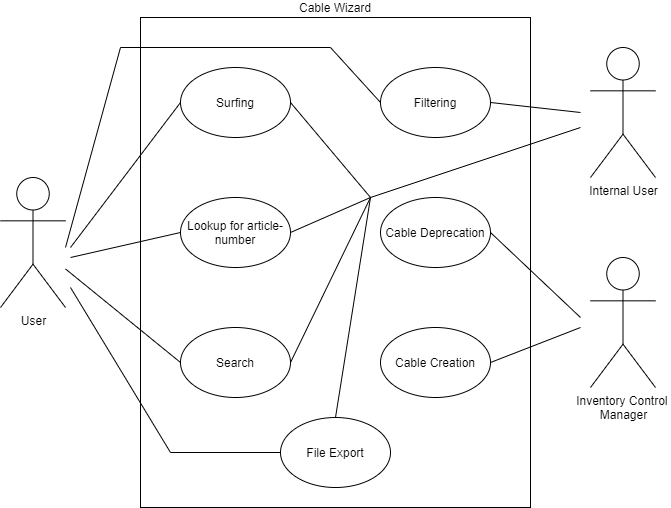 Cable Wizard
Surfing
Filtering
Internal User
Lookup for article-
number
Cable Deprecation
User
Search
Cable Creation
Inventory Control
Manager
File Export